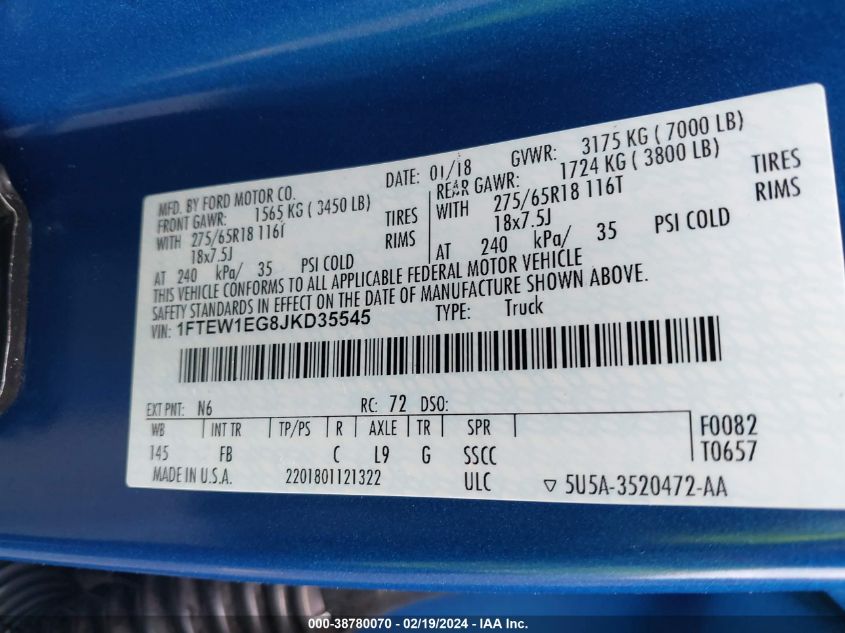 MFD. BY FORD MOTOR CO. DATE: 01/18 GVWR: 3175 KG ( 7000 LB)
FRONT GAWR: 1565 KG ( 3450 LB) REAR GAWR: 1724 KG ( 3800 LB)
WITH 275/65R18 116T TIRES WITH 275/65R18 116T TIRES
18x7.5J RIMS 18x7.5J RIMS
AT 240 kPa/ 35 PSI COLD AT 240 kPa/ 35 PSI COLD
THIS VEHICLE CONFORMS TO ALL APPLICABLE FEDERAL MOTOR VEHICLE
SAFETY STANDARDS IN EFFECT ON THE DATE OF MANUFACTURE SHOWN ABOVE.
VIN: 1FTEW1EG8JKD35545 TYPE: Truck
EXT PNT: N6 RC: 72 DSO:
WB INT TR TP/PS R AXLE TR SPR F0082
145 FB C L9 G SSCC T0657
MADE IN U.S.A. 2201801121322 ULC ▽ 5U5A-3520472-AA
000-38780070 - 02/19/2024 - IAA Inc.